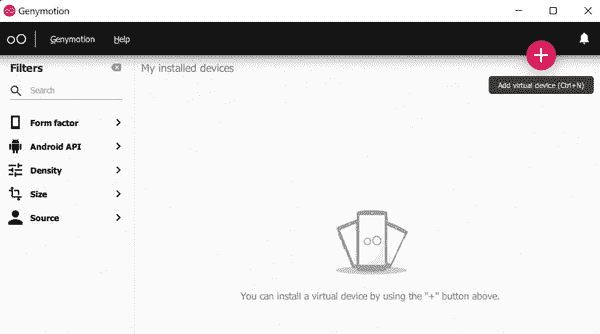 Genymotion
Genymotion Help
Filters
My installed devices
Search
Add virtual device (Ctrl+N)
Form factor
Android API
Density
Size
Source
You can install a virtual device by using the "+" button above.